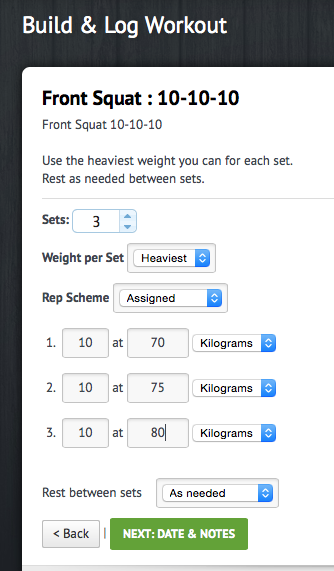 Build & Log Workout
Front Squat : 10-10-10
Front Squat 10-10-10
Use the heaviest weight you can for each set.
Rest as needed between sets.
Sets: 3
Weight per Set Heaviest
Rep Scheme Assigned
1. 10 at 70 Kilograms
2. 10 at 75 Kilograms
3. 10 at 80 Kilograms
Rest between sets As needed
< Back | NEXT: DATE & NOTES